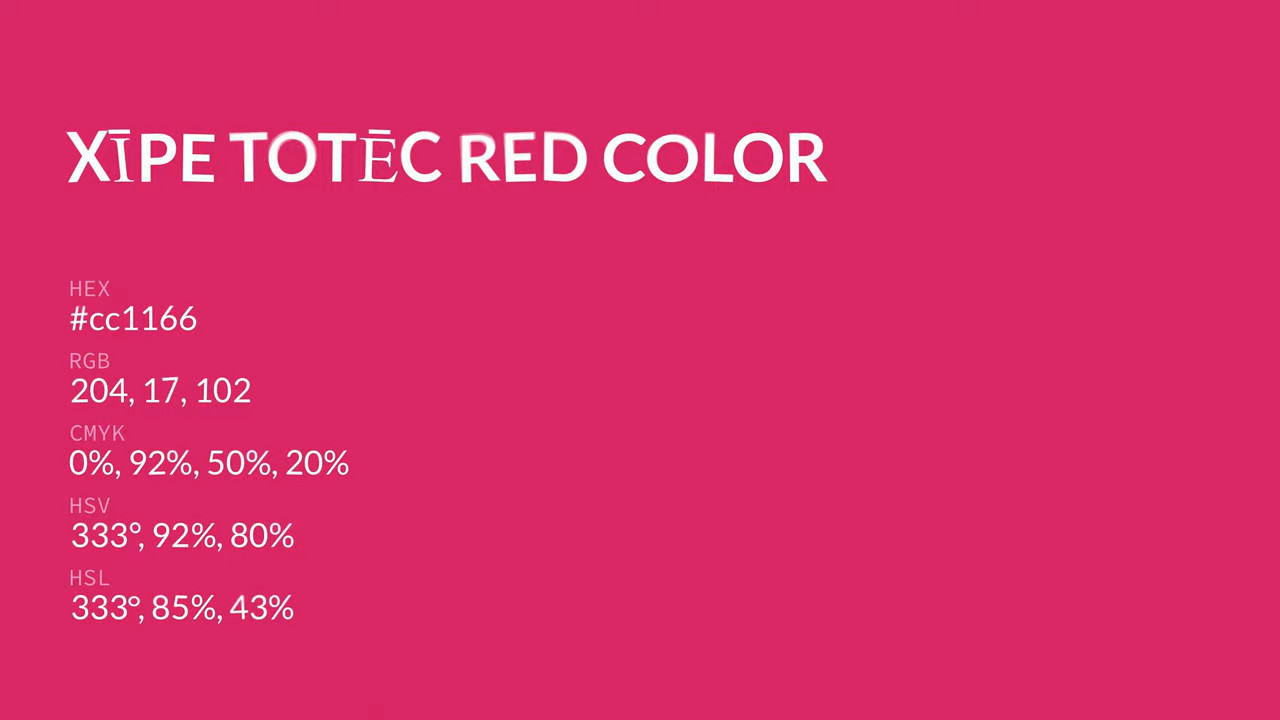 XĪPE TOTĒC RED COLOR
HEX
#cc1166
RGB
204, 17, 102
CMYK
0%, 92%, 50%, 20%
HSV
333°, 92%, 80%
HSL
333°, 85%, 43%